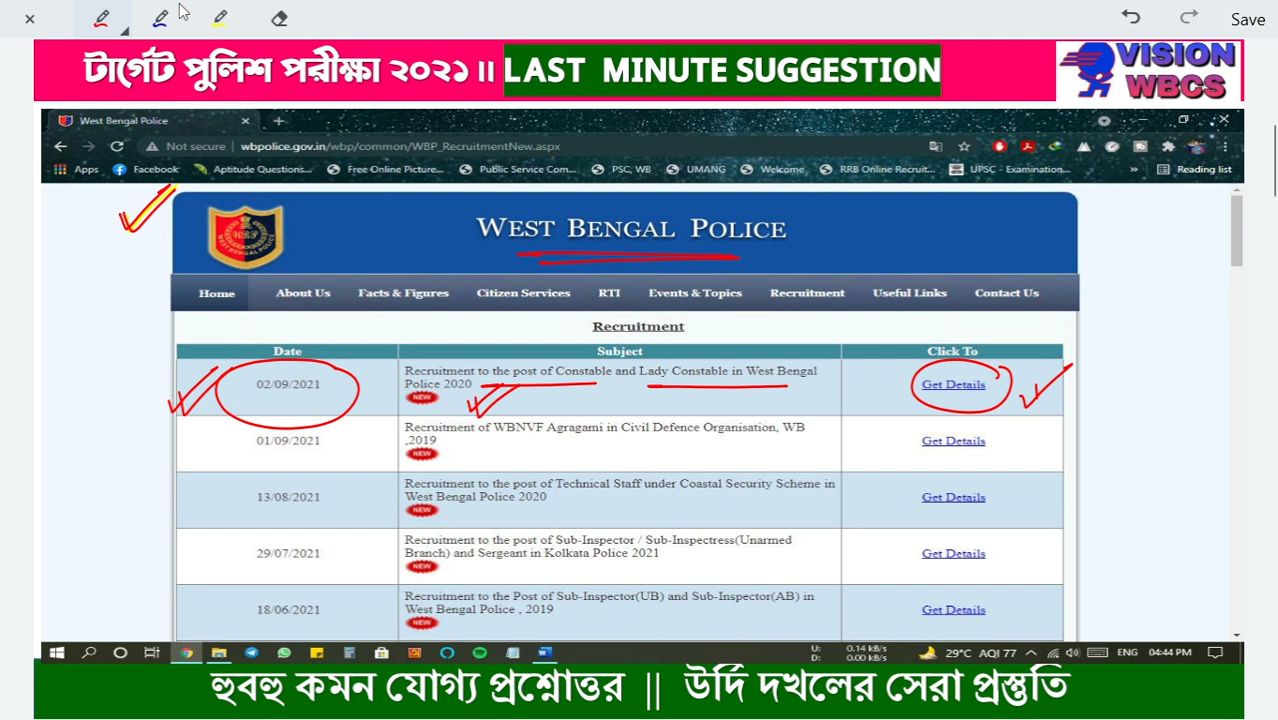 Save
টার্গেট পুলিশ পরীক্ষা ২০২১॥ LAST MINUTE SUGGESTION
VISION
WBCS
West Bengal Police
Not secure | wbpolice.gov.in/wbp/common/WBP_RecruitmentNew.aspx
Apps Facebook Aptitude Questions... Free Online Picture... Public Service Com... PSC, WB UMANG Welcome RRB Online Recruit... UPSC - Examination... » Reading list
WEST BENGAL POLICE
Home About Us Facts & Figures Citizen Services RTI Events & Topics Recruitment Useful Links Contact Us
Recruitment
Date Subject Click To
02/09/2021 Recruitment to the post of Constable and Lady Constable in West Bengal Get Details
Police 2020
NEW
01/09/2021 Recruitment of WBNVF Agragami in Civil Defence Organisation, WB Get Details
,2019
NEW
13/08/2021 Recruitment to the post of Technical Staff under Coastal Security Scheme in Get Details
West Bengal Police 2020
NEW
29/07/2021 Recruitment to the post of Sub-Inspector / Sub-Inspectress(Unarmed Get Details
Branch) and Sergeant in Kolkata Police 2021
NEW
18/06/2021 Recruitment to the Post of Sub-Inspector(UB) and Sub-Inspector(AB) in Get Details
West Bengal Police , 2019
NEW
U: 0.14 kB/s
D: 0.00 kB/s
29°C AQI 77 ENG 04:44 PM
হুবহু কমন যোগ্য প্রশ্নোত্তর || উর্দি দখলের সেরা প্রস্তুতি